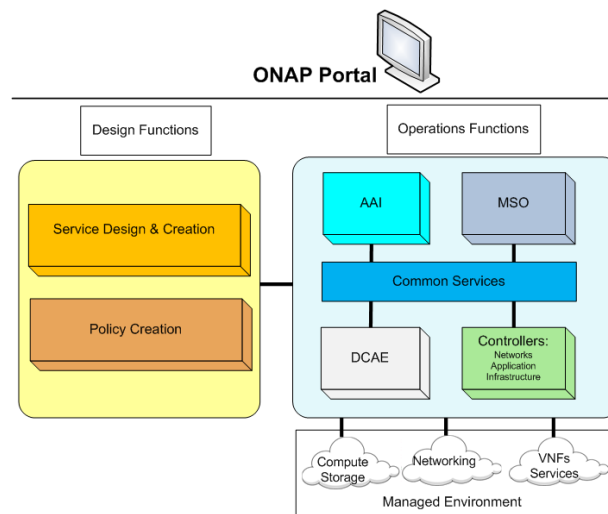 ONAP Portal
Design Functions
Operations Functions
Service Design & Creation
Policy Creation
AAI
MSO
Common Services
DCAE
Controllers:
Networks
Application
Infrastructure
Compute
Storage
Networking
VNFs
Services
Managed Environment